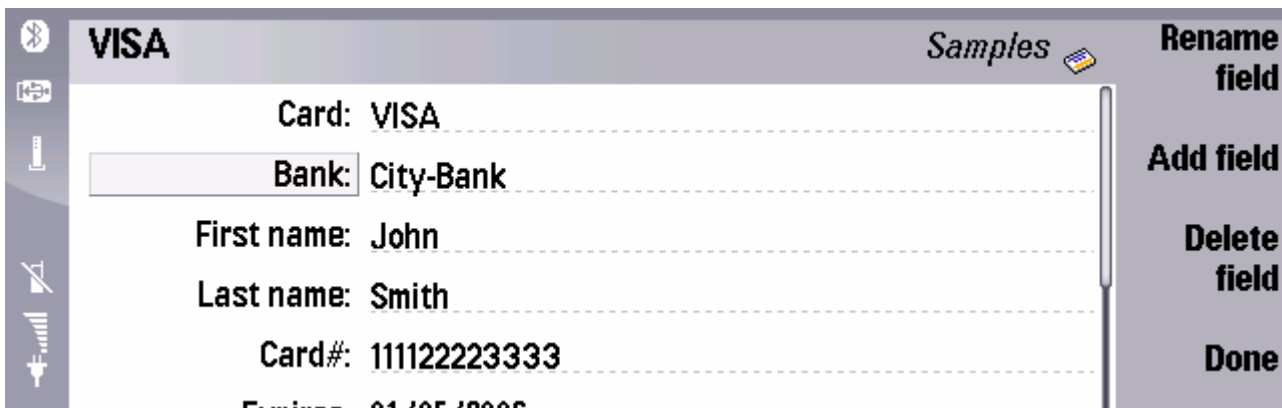 VISA
Samples
Rename
field
Card: VISA
Add field
Bank: City-Bank
First name: John
Delete
field
Last name: Smith
Card#: 111122223333
Done